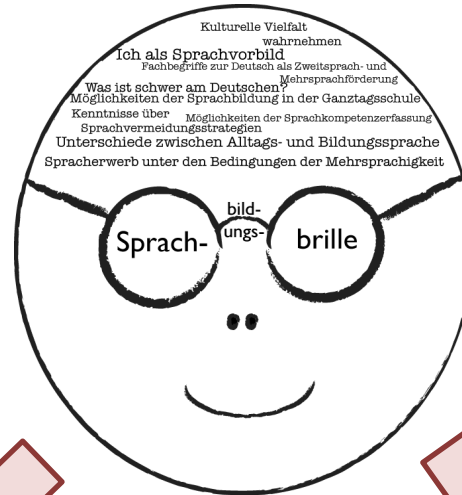 Kulturelle Vielfalt
wahrnehmen
Ich als Sprachvorbild
Fachbegriffe zur Deutsch als Zweitsprach- und
Mehrsprachförderung
Was ist schwer am Deutschen?
Möglichkeiten der Sprachbildung in der Ganztagsschule
Kenntnisse über
Sprachvermeidungsstrategien
Möglichkeiten der Sprachkompetenzerfassung
Unterschiede zwischen Alltags- und Bildungssprache
Spracherwerb unter den Bedingungen der Mehrsprachigkeit
Sprach-
bild-
ungs-
brille